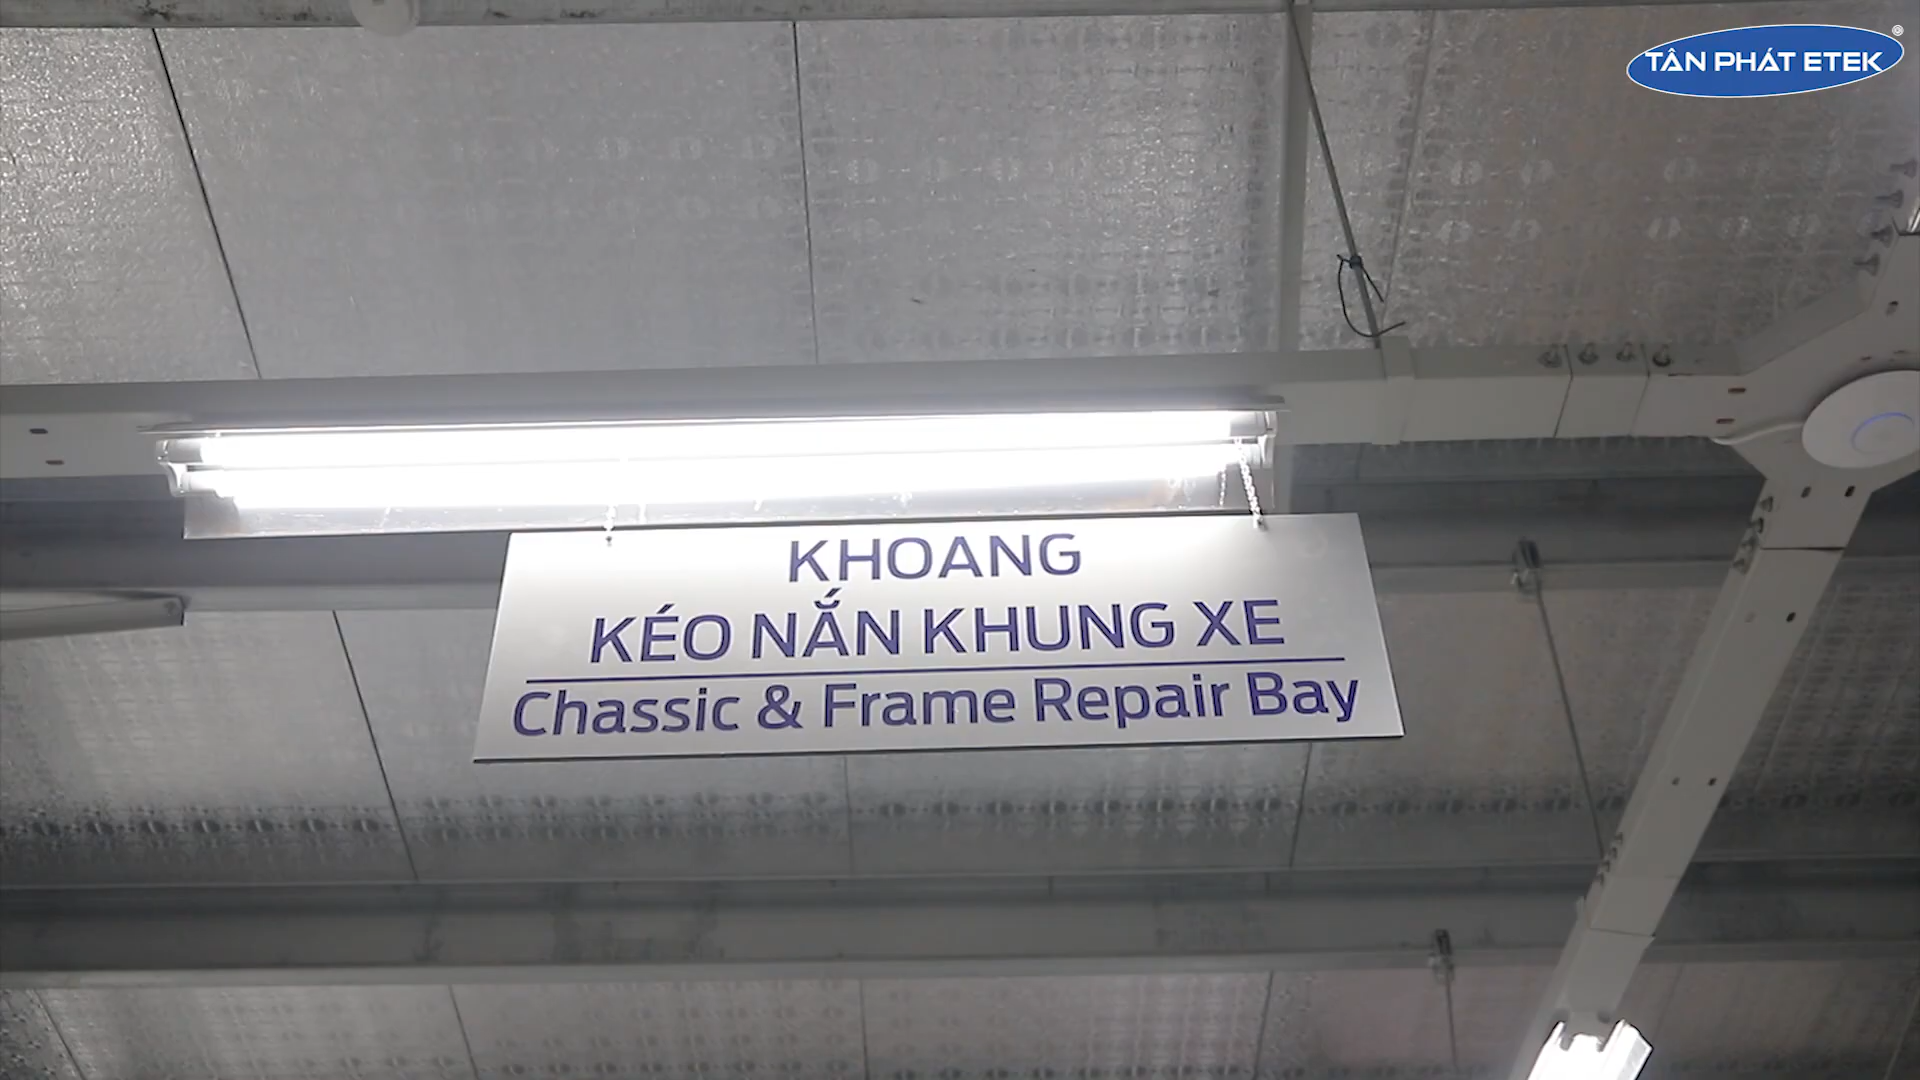 TÂN PHÁT ETEK
KHOANG
KÉO NẮN KHUNG XE
Chassic & Frame Repair Bay